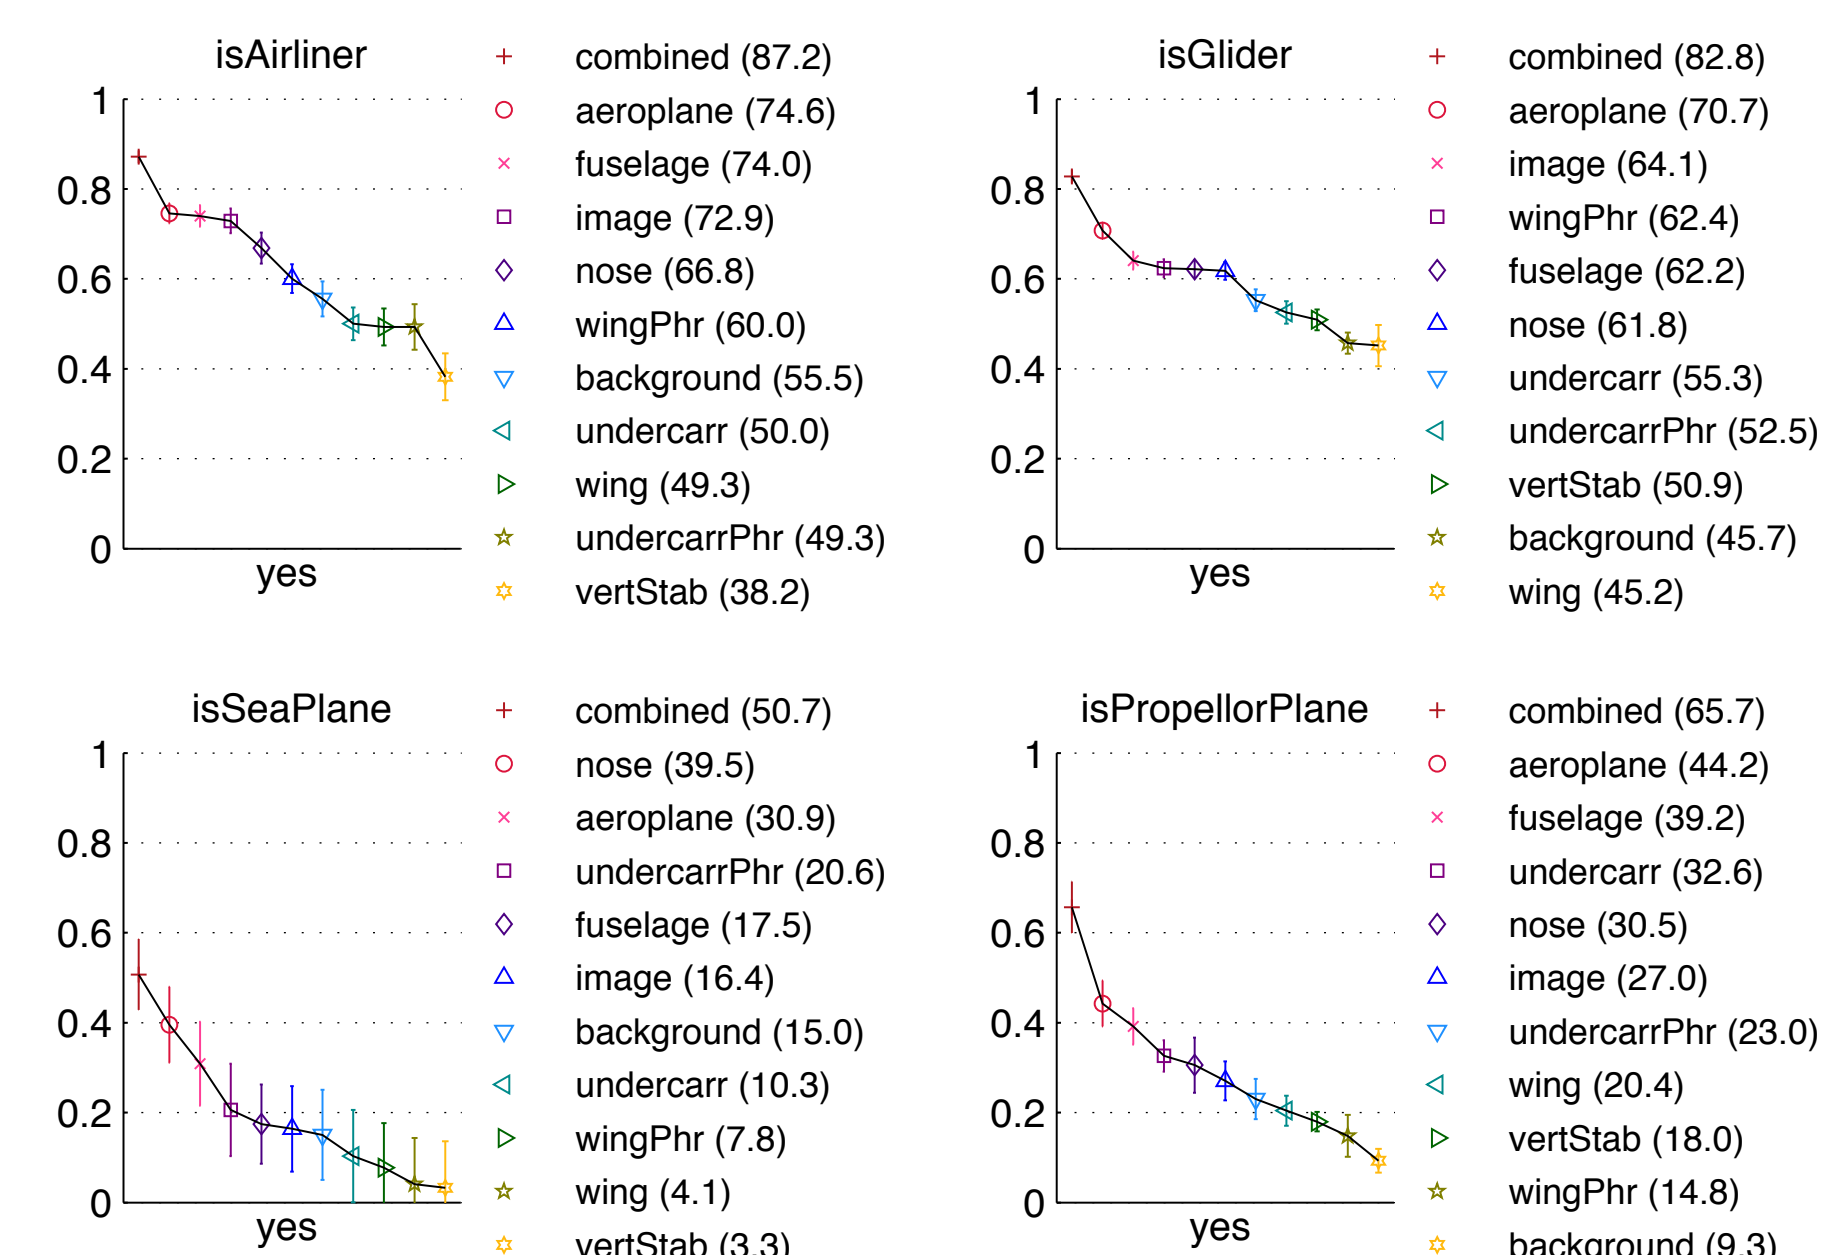 isAirliner
1
0.8
0.6
0.4
0.2
0
yes
combined (87.2)
aeroplane (74.6)
fuselage (74.0)
image (72.9)
nose (66.8)
wingPhr (60.0)
background (55.5)
undercarr (50.0)
wing (49.3)
undercarrPhr (49.3)
vertStab (38.2)
isGlider
1
0.8
0.6
0.4
0.2
0
yes
combined (82.8)
aeroplane (70.7)
image (64.1)
wingPhr (62.4)
fuselage (62.2)
nose (61.8)
undercarr (55.3)
undercarrPhr (52.5)
vertStab (50.9)
background (45.7)
wing (45.2)
isSeaPlane
1
0.8
0.6
0.4
0.2
0
yes
combined (50.7)
nose (39.5)
aeroplane (30.9)
undercarrPhr (20.6)
fuselage (17.5)
image (16.4)
background (15.0)
undercarr (10.3)
wingPhr (7.8)
wing (4.1)
vertStab (3.3)
isPropellorPlane
1
0.8
0.6
0.4
0.2
0
yes
combined (65.7)
aeroplane (44.2)
fuselage (39.2)
undercarr (32.6)
nose (30.5)
image (27.0)
undercarrPhr (23.0)
wing (20.4)
vertStab (18.0)
wingPhr (14.8)
background (9.3)